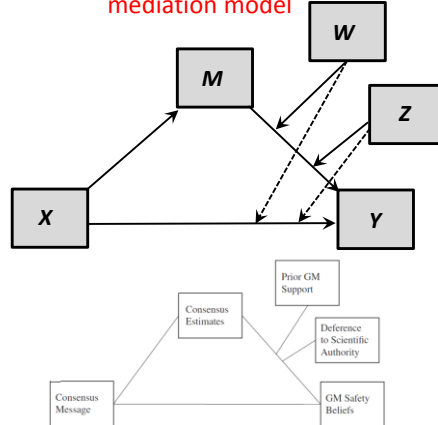 mediation model
W
M
Z
X
Y
Prior GM
Support
Consensus
Estimates
Deference
to Scientific
Authority
Consensus
Message
GM Safety
Beliefs